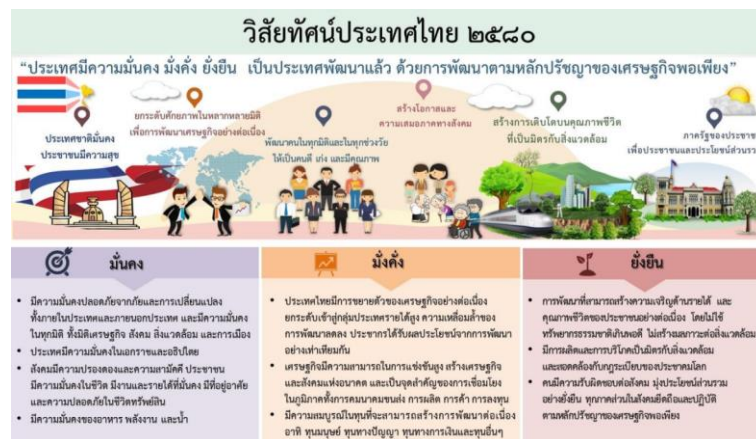 วิสัยทัศน์ประเทศไทย ๒๕๘๐
“ประเทศมีความมั่นคง มั่งคั่ง ยั่งยืน เป็นประเทศพัฒนาแล้ว ด้วยการพัฒนาตามหลักปรัชญาของเศรษฐกิจพอเพียง”
ประเทศชาติมั่นคง
ประชาชนมีความสุข
ยกระดับศักยภาพในหลากหลายมิติ
เพื่อการพัฒนาเศรษฐกิจอย่างต่อเนื่อง
พัฒนาคนในทุกมิติและในทุกช่วงวัย
ให้เป็นคนดี เก่ง และมีคุณภาพ
สร้างโอกาสและ
ความเสมอภาคทางสังคม
สร้างการเติบโตบนคุณภาพชีวิต
ที่เป็นมิตรกับสิ่งแวดล้อม
ภาครัฐของประชาช
เพื่อประชาชนและประโยชน์ส่วนรว
มั่นคง
• มีความมั่นคงปลอดภัยจากภัยและการเปลี่ยนแปลง
ทั้งภายในประเทศและภายนอกประเทศ และมีความมั่นคง
ในทุกมิติ ทั้งมิติเศรษฐกิจ สังคม สิ่งแวดล้อม และการเมือง
• ประเทศมีความมั่นคงในเอกราชและอธิปไตย
• สังคมมีความปรองดองและความสามัคคี ประชาชน
มีความมั่นคงในชีวิต มีงานและรายได้ที่มั่นคง มีที่อยู่อาศัย
และความปลอดภัยในชีวิตทรัพย์สิน
• มีความมั่นคงของอาหาร พลังงาน และน้ำ
มั่งคั่ง
• ประเทศไทยมีการขยายตัวของเศรษฐกิจอย่างต่อเนื่อง
ยกระดับเข้าสู่กลุ่มประเทศรายได้สูง ความเหลื่อมล้ำของ
การพัฒนาลดลง ประชากรได้รับผลประโยชน์จากการพัฒนา
อย่างเท่าเทียมกัน
• เศรษฐกิจมีความสามารถในการแข่งขันสูง สร้างเศรษฐกิจ
และสังคมแห่งอนาคต และเป็นจุดสำคัญของการเชื่อมโยง
ในภูมิภาคทั้งการคมนาคมขนส่ง การผลิต การค้า การลงทุน
• มีความสมบูรณ์ในทุนที่จะสามารถสร้างการพัฒนาต่อเนื่อง
อาทิ ทุนมนุษย์ ทุนทางปัญญา ทุนทางการเงินและทุนอื่นๆ
ยั่งยืน
• การพัฒนาที่สามารถสร้างความเจริญด้านรายได้ และ
คุณภาพชีวิตของประชาชนอย่างต่อเนื่อง โดยไม่ใช้
ทรัพยากรธรรมชาติเกินพอดี ไม่สร้างมลภาวะต่อสิ่งแวดล้อม
• มีการผลิตและการบริโภคเป็นมิตรกับสิ่งแวดล้อม
และสอดคล้องกับกฎระเบียบของประชาคมโลก
• คนมีความรับผิดชอบต่อสังคม มุ่งประโยชน์ส่วนรวม
อย่างยั่งยืน ทุกภาคส่วนในสังคมยึดถือและปฏิบัติ
ตามหลักปรัชญาของเศรษฐกิจพอเพียง